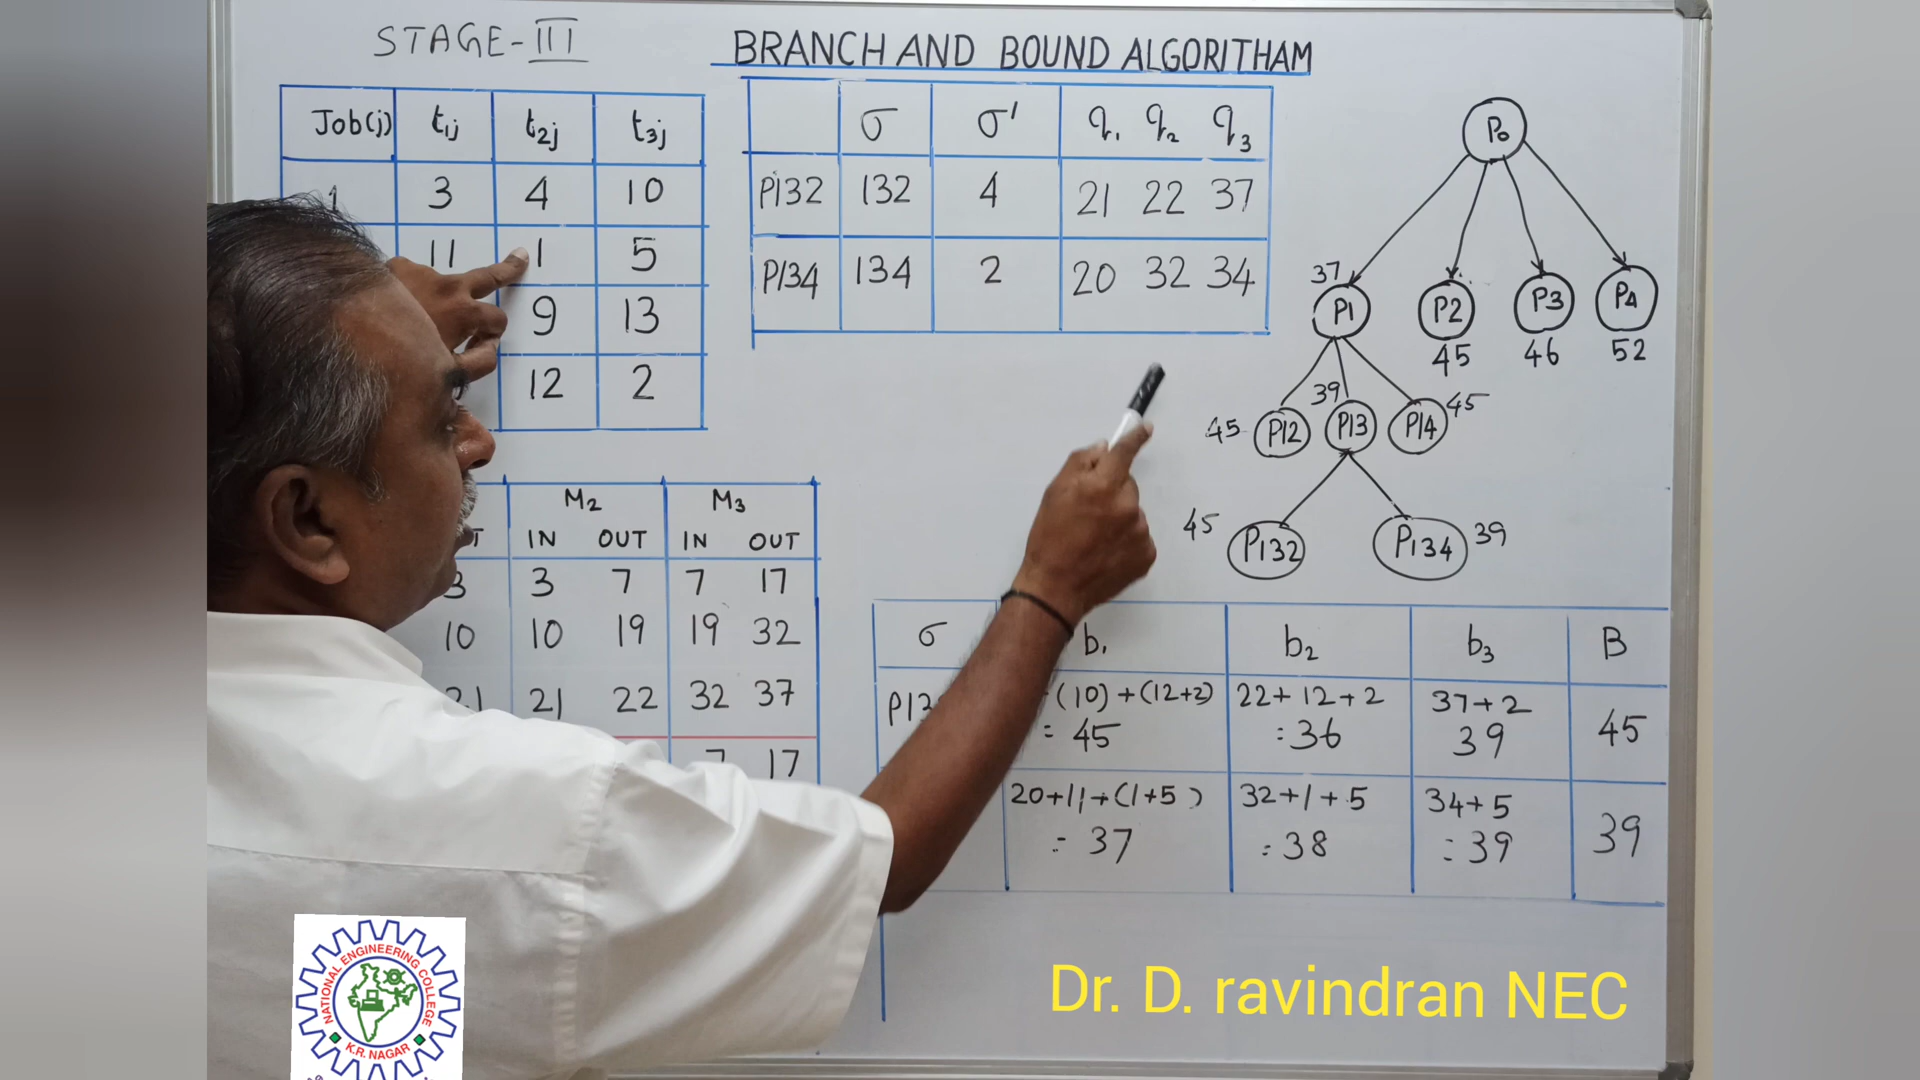 STAGE-III
BRANCH AND BOUND ALGORITHAM
Job(j) t1j t2j t3j
1 3 4 10
11 1 5
9 13
12 2
σ σ' q1 q2 q3
P132 132 4 21 22 37
P134 134 2 20 32 34
P0
37
P1 P2 P3 P4
45 46 52
39
45 P12 P13 P14 45
45 P132 P134 39
M2 M3
IN OUT IN OUT
3 3 7 7 17
10 10 19 19 32
21 21 22 32 37
7 17
σ b1 b2 b3 B
(10)+(12+2) 22+12+2 37+2
= 45 :36 39 45
20+11+(1+5) 32+1+5 34+5
= 37 :38 :39 39
NATIONAL ENGINEERING COLLEGE
K.R.NAGAR
Dr. D. ravindran NEC